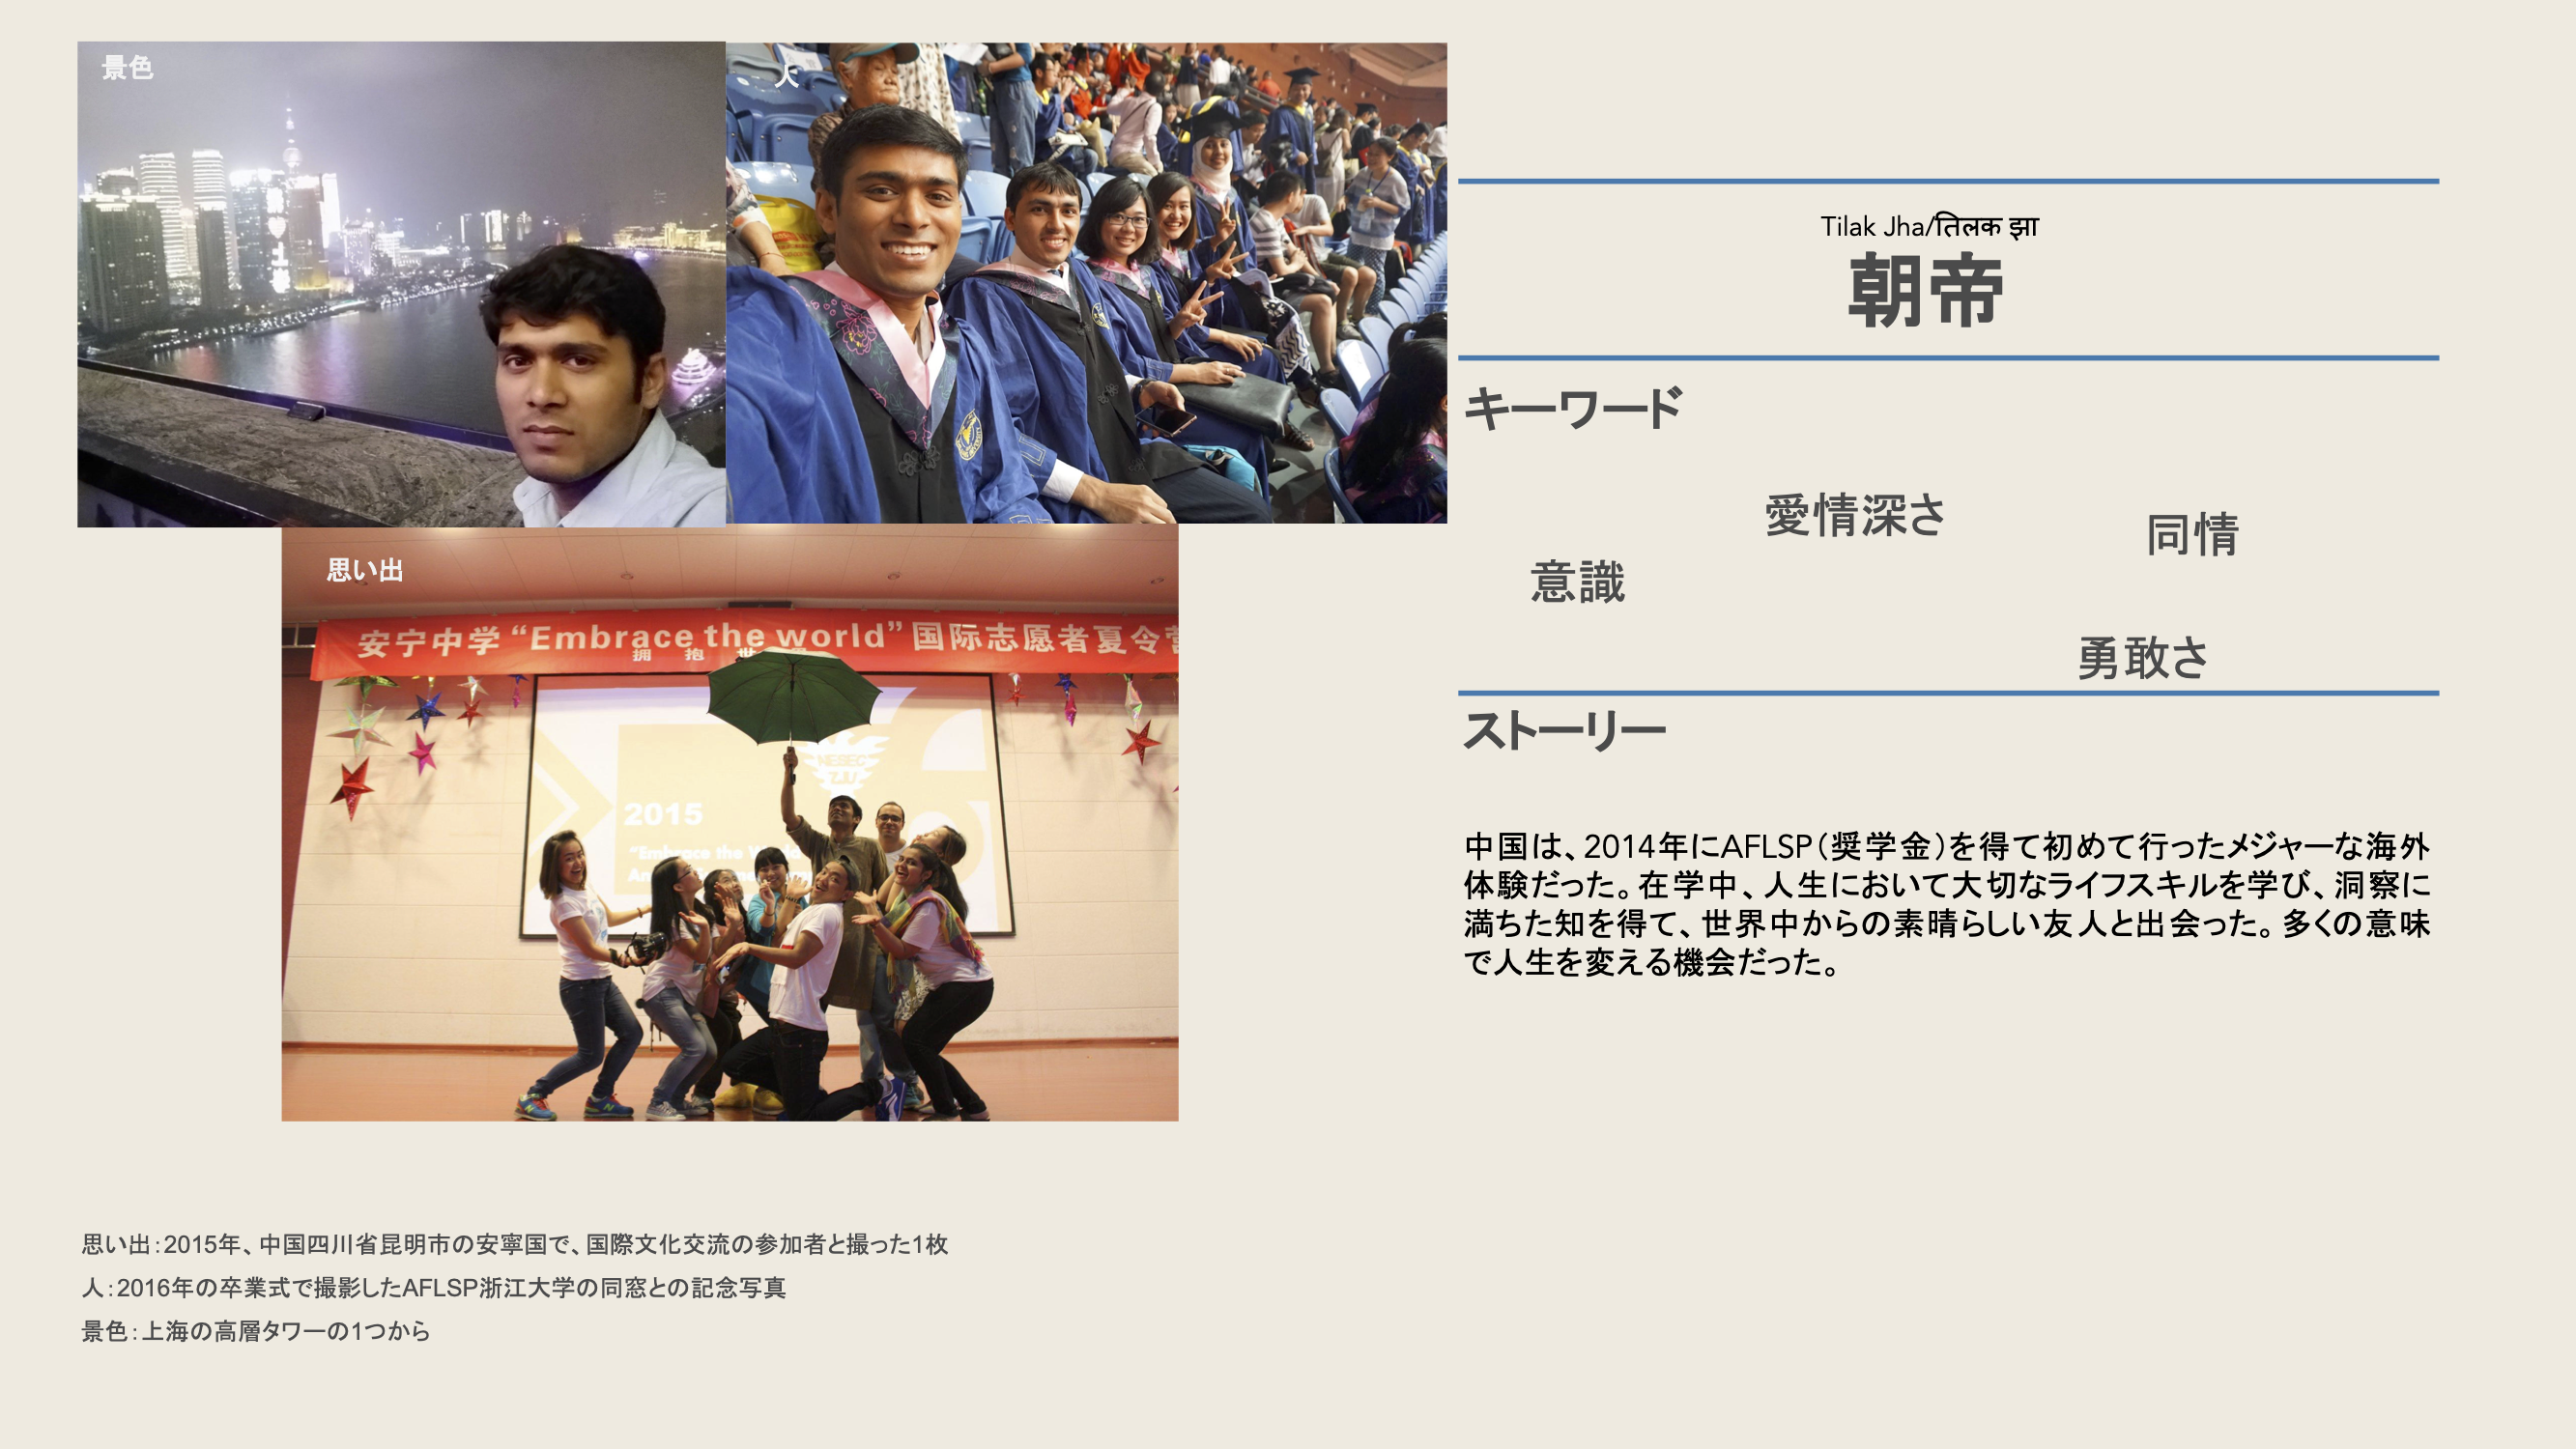 景色
人
思い出
安宁中学“Embrace the world”国际志愿者夏令营
拥 抱 世 界
NESEC
ZJU
2015
“Embrace the World
Tilak Jha/तिलक झा
朝帝
キーワード
愛情深さ
同情
意識
勇敢さ
ストーリー
中国は、2014年にAFLSP（奨学金）を得て初めて行ったメジャーな海外
体験だった。在学中、人生において大切なライフスキルを学び、洞察に
満ちた知を得て、世界中からの素晴らしい友人と出会った。多くの意味
で人生を変える機会だった。
思い出：2015年、中国四川省昆明市の安寧国で、国際文化交流の参加者と撮った1枚
人：2016年の卒業式で撮影したAFLSP浙江大学の同窓との記念写真
景色：上海の高層タワーの1つから